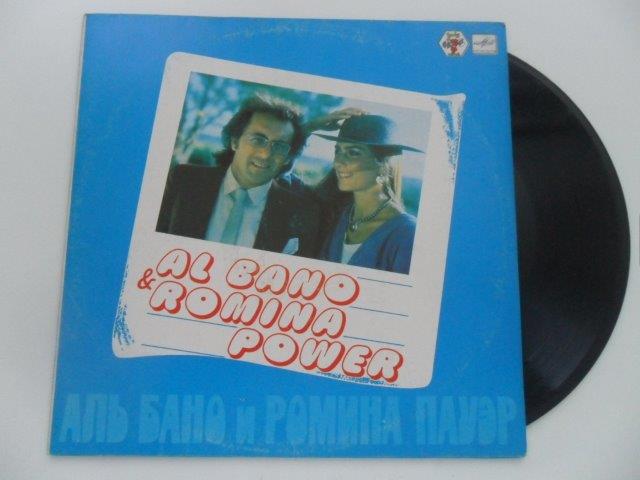 AL BANO
& ROMINA
POWER
АЛЬ БАНО и РОМИНА ПАУЭР